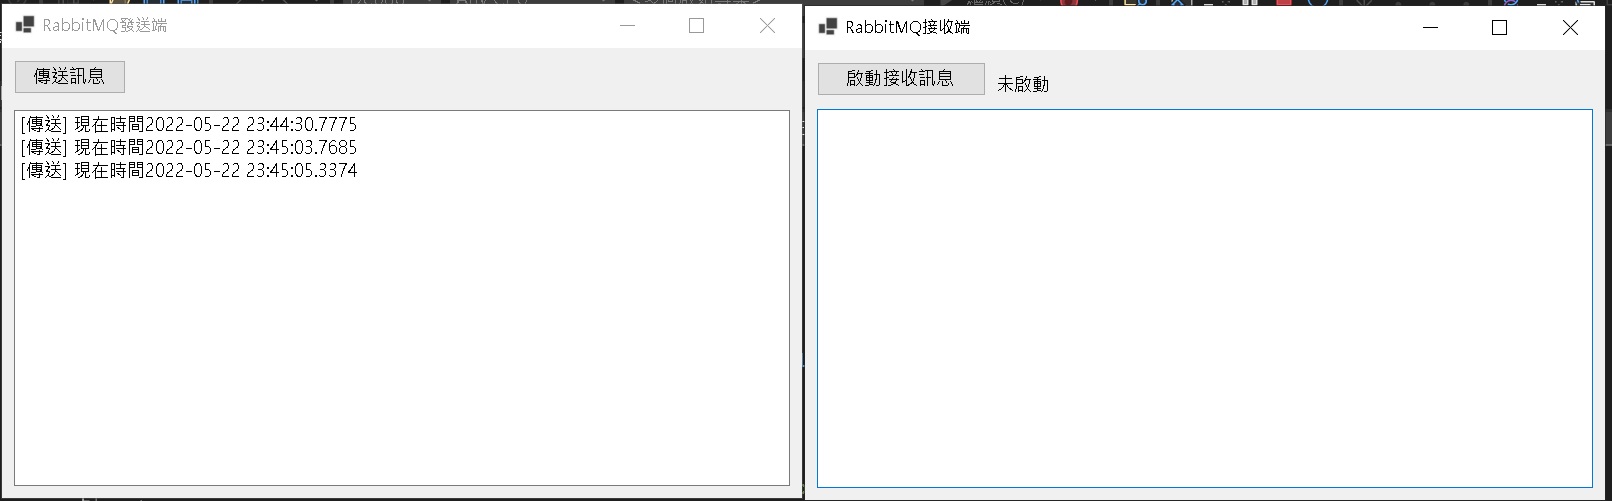 RabbitMQ發送端
傳送訊息
[傳送] 現在時間2022-05-22 23:44:30.7775
[傳送] 現在時間2022-05-22 23:45:03.7685
[傳送] 現在時間2022-05-22 23:45:05.3374
RabbitMQ接收端
啟動接收訊息
未啟動